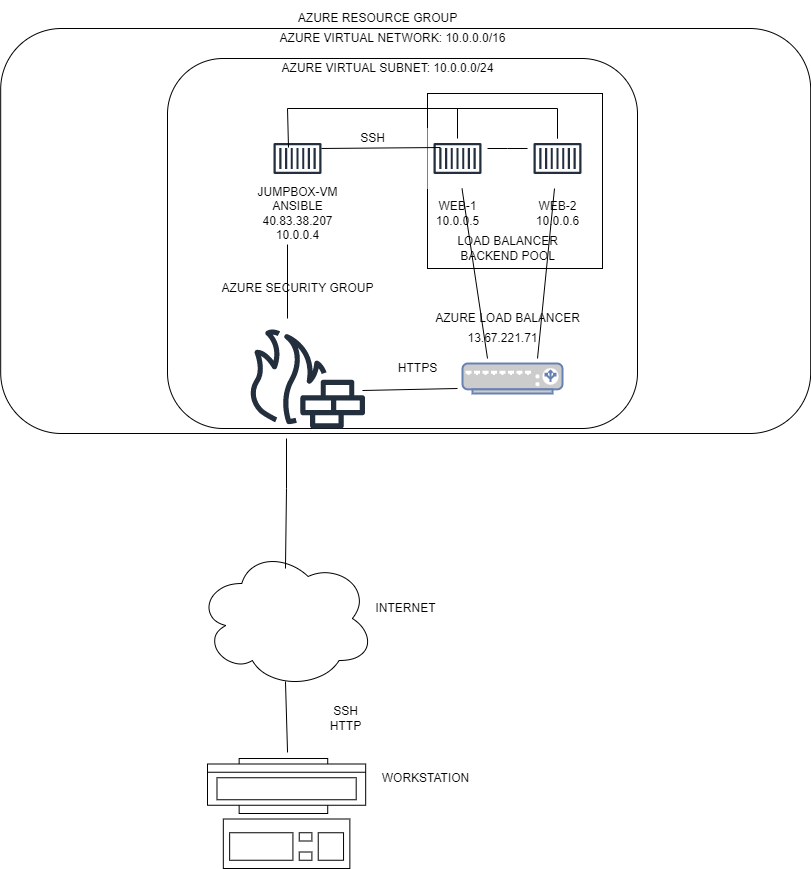 AZURE RESOURCE GROUP
AZURE VIRTUAL NETWORK: 10.0.0.0/16
AZURE VIRTUAL SUBNET: 10.0.0.0/24
SSH
JUMPBOX-VM
ANSIBLE
40.83.38.207
10.0.0.4
WEB-1
10.0.0.5
WEB-2
10.0.0.6
LOAD BALANCER
BACKEND POOL
AZURE SECURITY GROUP
AZURE LOAD BALANCER
13.67.221.71
HTTPS
INTERNET
SSH
HTTP
WORKSTATION